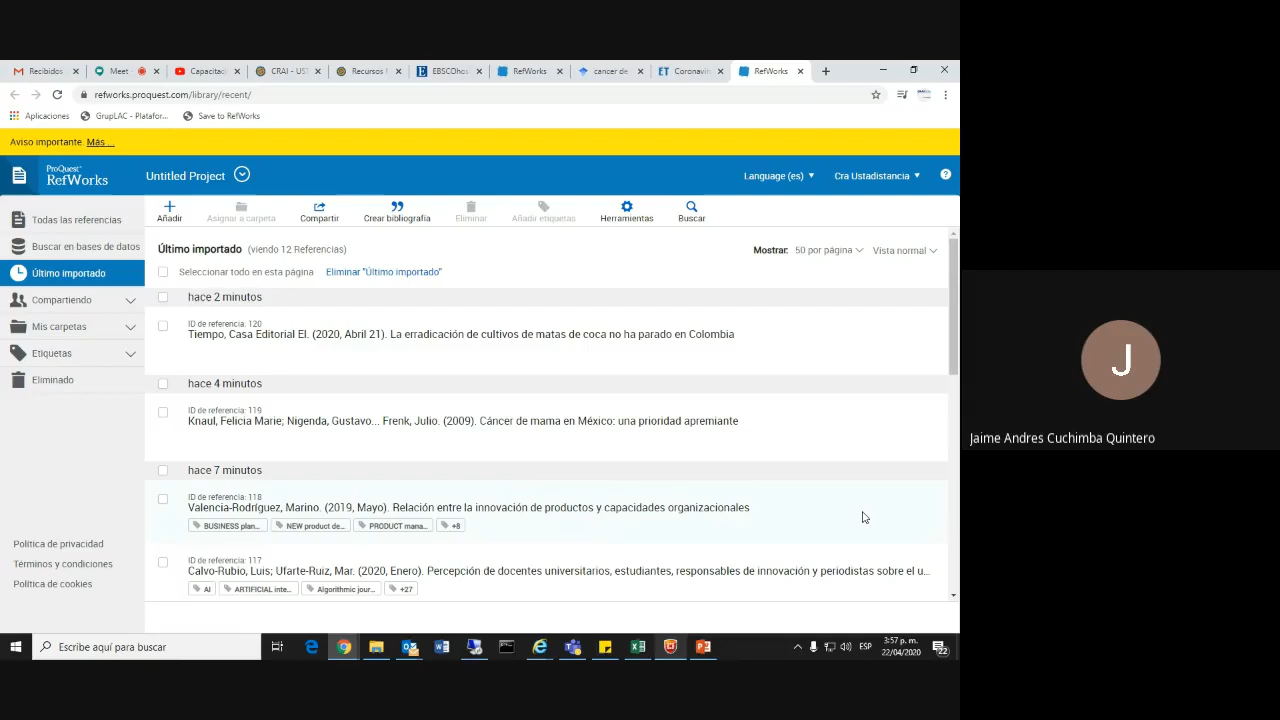 Recibidos
Meet
Capacitac
CRAI - UST
Recursos
EBSCOhos
RefWorks
cancer de
ET Coronavir
RefWorks
refworks.proquest.com/library/recent/
Aplicaciones
GrupLAC - Platafor...
Save to RefWorks
Aviso importante. Más ...
ProQuest
RefWorks
Untitled Project
Language (es)
Cra Ustadistancia
Todas las referencias
Buscar en bases de datos
Último importado
Compartiendo
Mis carpetas
Etiquetas
Eliminado
Política de privacidad
Términos y condiciones
Política de cookies
Añadir
Asignar a carpeta
Compartir
Crear bibliografía
Eliminar
Añadir etiquetas
Herramientas
Buscar
Último importado (viendo 12 Referencias)
Mostrar: 50 por página Vista normal
Seleccionar todo en esta página Eliminar "Último importado"
hace 2 minutos
ID de referencia: 120
Tiempo, Casa Editorial El. (2020, Abril 21). La erradicación de cultivos de matas de coca no ha parado en Colombia
hace 4 minutos
ID de referencia: 119
Knaul, Felicia Marie; Nigenda, Gustavo... Frenk, Julio. (2009). Cáncer de mama en México: una prioridad apremiante
hace 7 minutos
ID de referencia: 118
Valencia-Rodríguez, Marino. (2019, Mayo). Relación entre la innovación de productos y capacidades organizacionales
BUSINESS plan... NEW product de... PRODUCT mana... +8
ID de referencia: 117
Calvo-Rubio, Luis; Ufarte-Ruiz, Mar. (2020, Enero). Percepción de docentes universitarios, estudiantes, responsables de innovación y periodistas sobre el u...
AI ARTIFICIAL inte... Algorithmic jour... +27
Escribe aquí para buscar
ESP
3:57 p. m.
22/04/2020
22
J
Jaime Andres Cuchimba Quintero